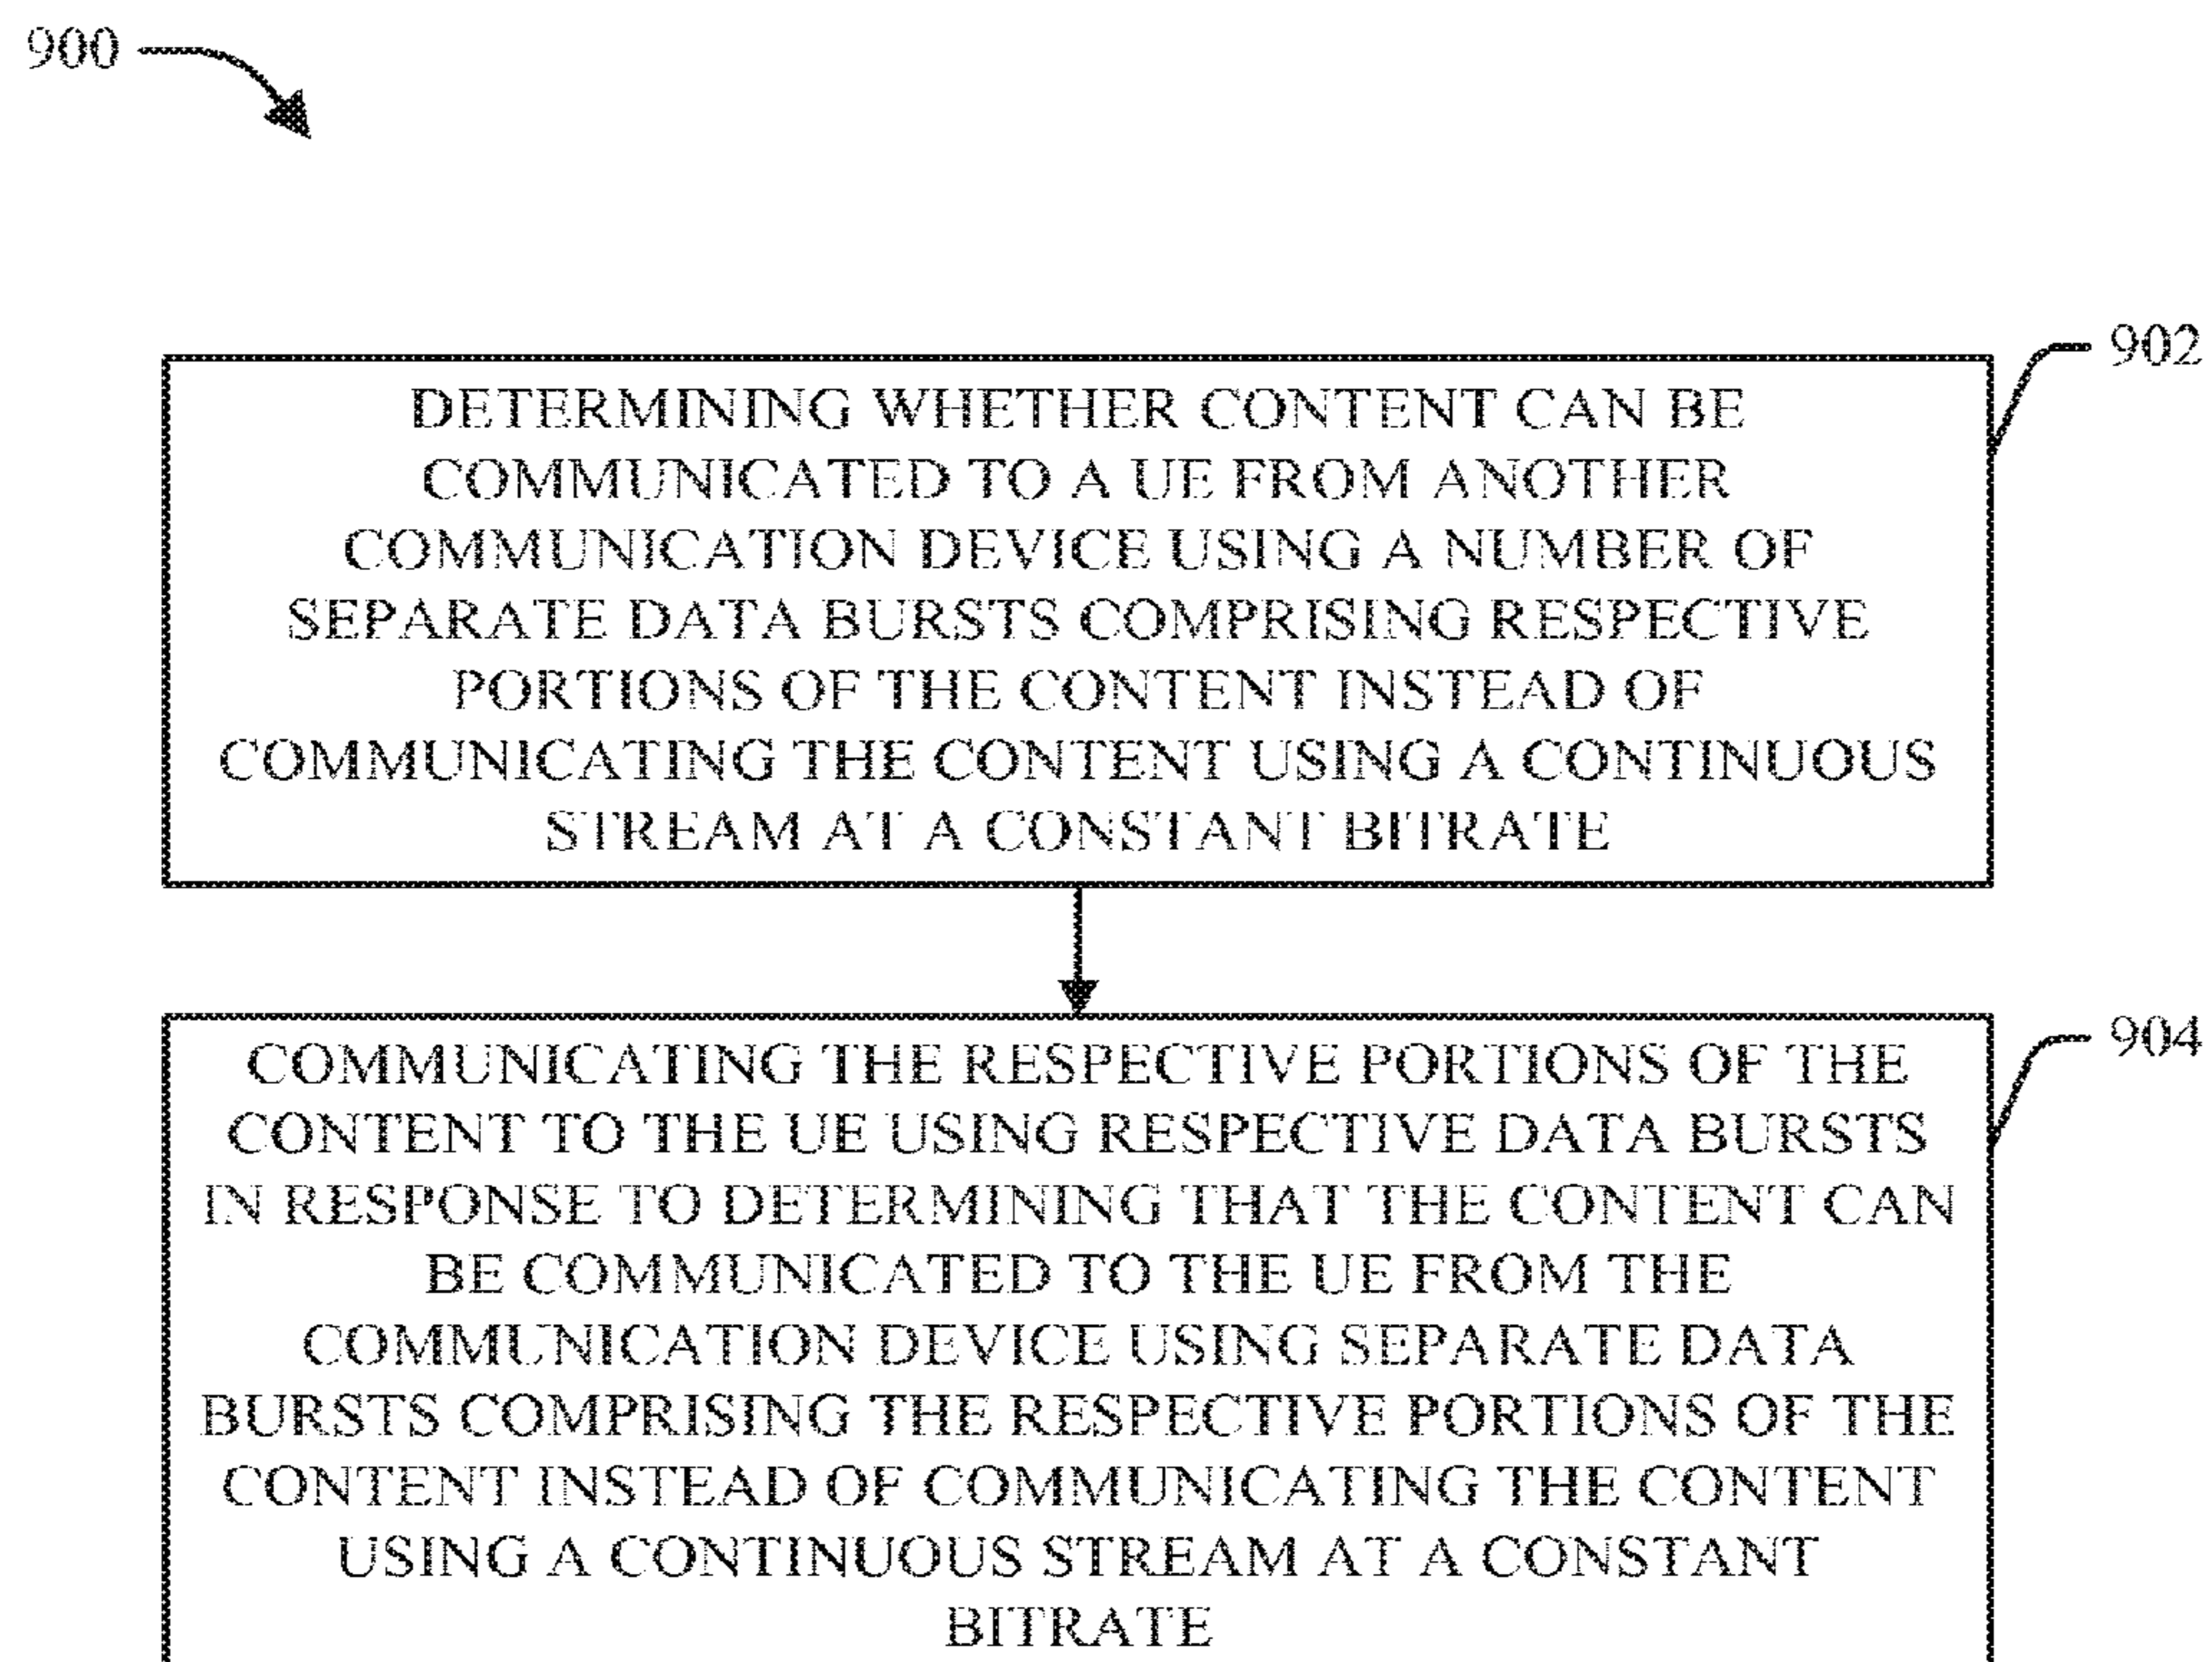 900
902
DETERMINING WHETHER CONTENT CAN BE
COMMUNICATED TO A UE FROM ANOTHER
COMMUNICATION DEVICE USING A NUMBER OF
SEPARATE DATA BURSTS COMPRISING RESPECTIVE
PORTIONS OF THE CONTENT INSTEAD OF
COMMUNICATING THE CONTENT USING A CONTINUOUS
STREAM AT A CONSTANT BITRATE
904
COMMUNICATING THE RESPECTIVE PORTIONS OF THE
CONTENT TO THE UE USING RESPECTIVE DATA BURSTS
IN RESPONSE TO DETERMINING THAT THE CONTENT CAN
BE COMMUNICATED TO THE UE FROM THE
COMMUNICATION DEVICE USING SEPARATE DATA
BURSTS COMPRISING THE RESPECTIVE PORTIONS OF THE
CONTENT INSTEAD OF COMMUNICATING THE CONTENT
USING A CONTINUOUS STREAM AT A CONSTANT
BITRATE